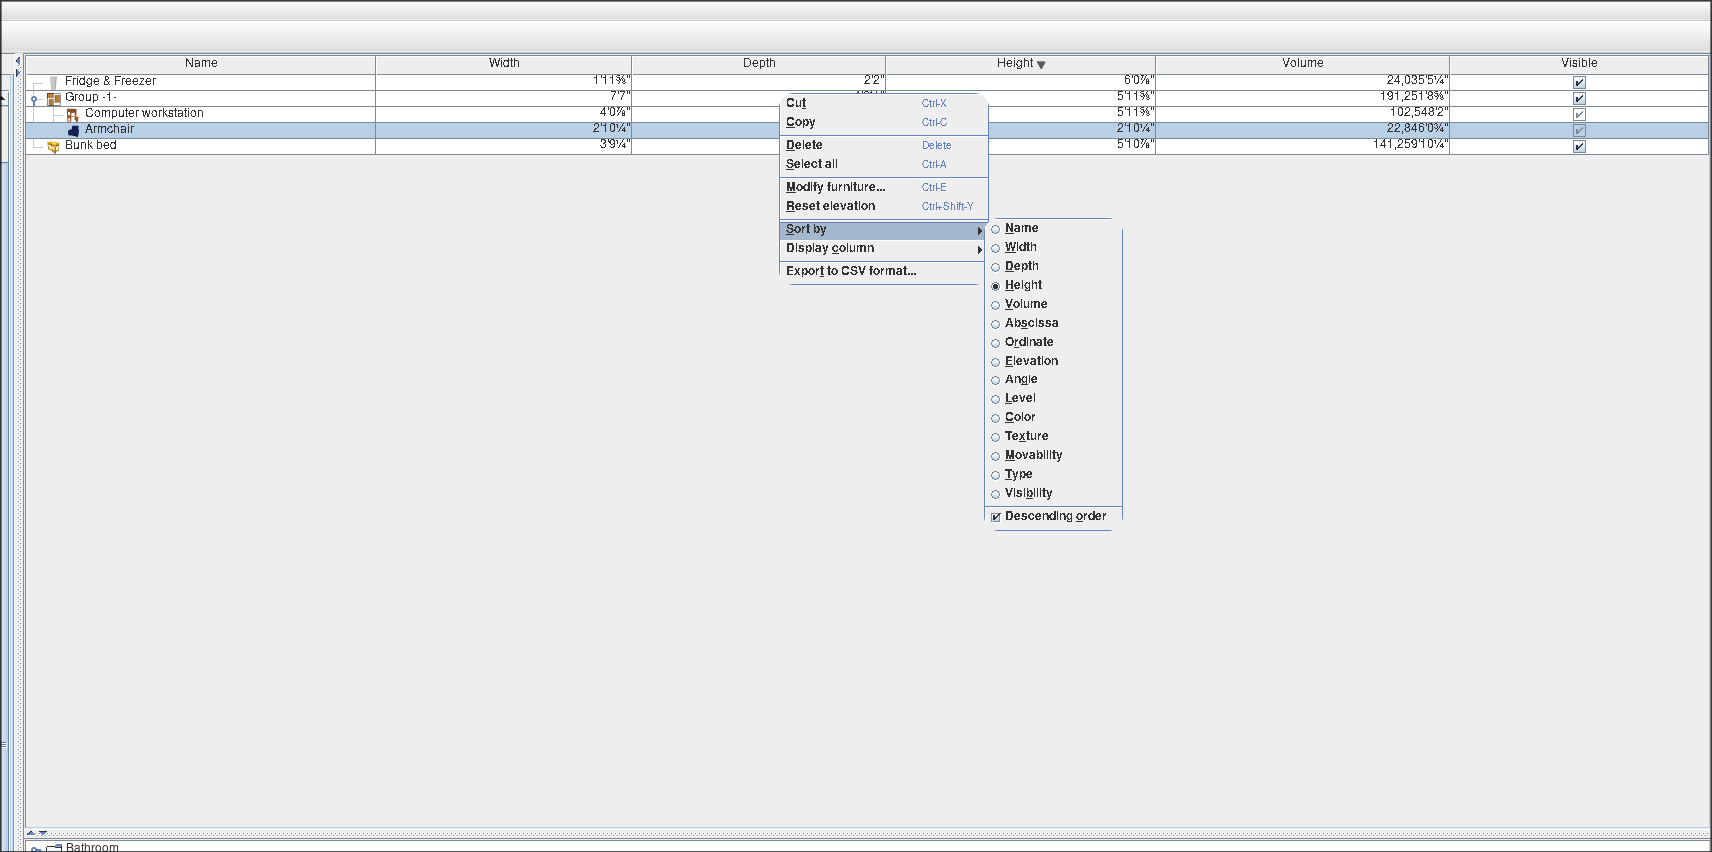 Name Width Depth Height Volume Visible
Fridge & Freezer 1'11⅝" 2'2" 6'0⅞" 24,035'5¼"
Group -1- 7'7" 5'11⅝" 191,251'8⅝"
Computer workstation 4'0⅞" 5'11⅝" 102,548'2"
Armchair 2'10¼" 2'10¼" 22,846'0¾"
Bunk bed 3'9¼" 5'10⅞" 141,259'10¼"
Cut Ctrl-X
Copy Ctrl-C
Delete Delete
Select all Ctrl-A
Modify furniture... Ctrl-E
Reset elevation Ctrl+Shift-Y
Sort by
Display column
Export to CSV format...
Name
Width
Depth
Height
Volume
Abscissa
Ordinate
Elevation
Angle
Level
Color
Texture
Movability
Type
Visibility
Descending order
Bathroom